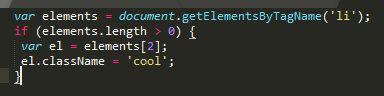 var elements = document.getElementsByTagName('li');
if (elements.length > 0) {
 var el = elements[2];
 el.className = 'cool';
}